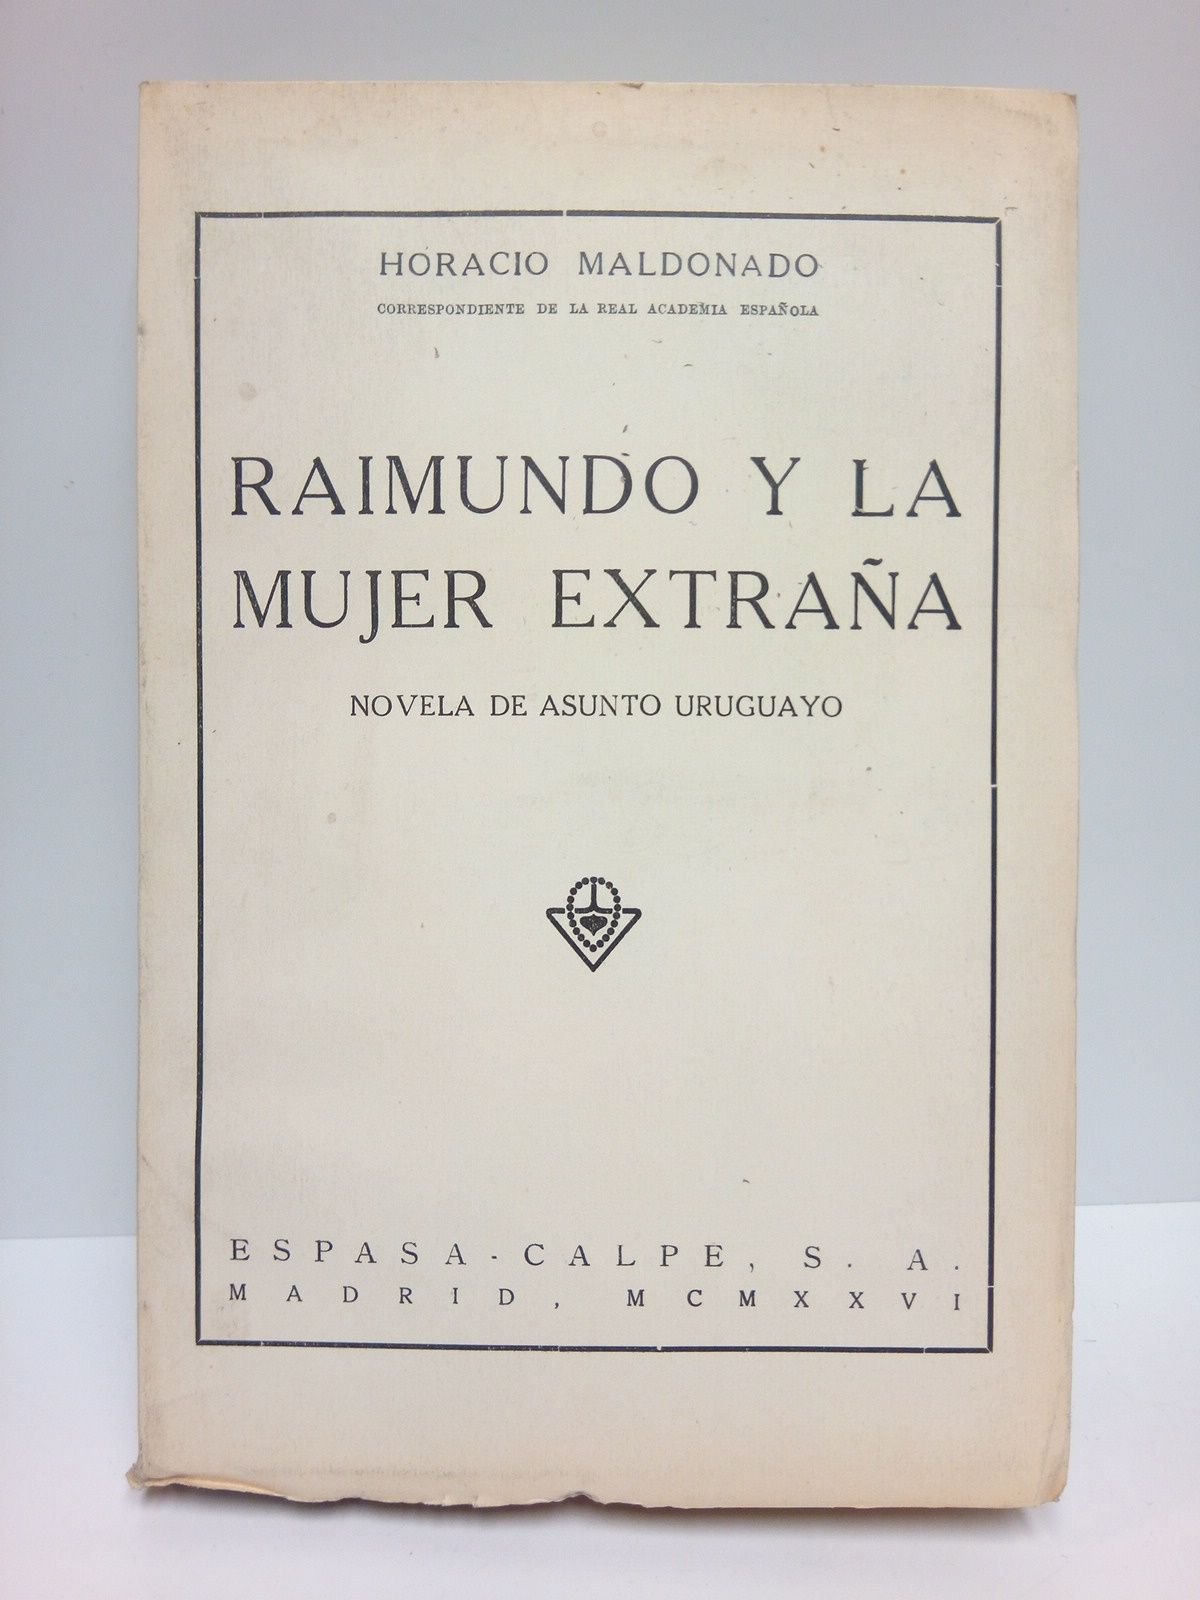 HORACIO MALDONADO
CORRESPONDIENTE DE LA REAL ACADEMIA ESPAÑOLA
RAIMUNDO Y LA
MUJER EXTRAÑA
NOVELA DE ASUNTO URUGUAYO
ESPASA-CALPE, S. A.
MADRID, MCMXXVI